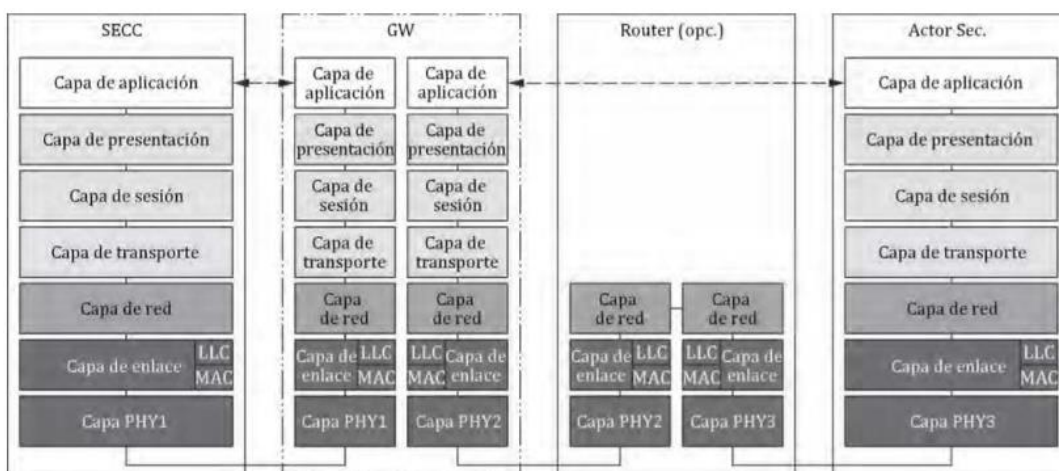 SECC
Capa de aplicación
Capa de presentación
Capa de sesión
Capa de transporte
Capa de red
Capa de enlace
LLC
MAC
Capa PHY1
GW
Capa de
aplicación
Capa de
presentación
Capa de
sesión
Capa de
transporte
Capa
de red
Capa de
enlace
LLC
MAC
Capa PHY1
Capa de
aplicación
Capa de
presentación
Capa de
sesión
Capa de
transporte
Capa
de red
LLC
MAC
Capa de
enlace
Capa PHY2
Router (opc.)
Capa
de red
Capa de
enlace
LLC
MAC
Capa PHY2
Capa
de red
LLC
MAC
Capa de
enlace
Capa PHY3
Actor Sec.
Capa de aplicación
Capa de presentación
Capa de sesión
Capa de transporte
Capa de red
Capa de enlace
LLC
MAC
Capa PHY3